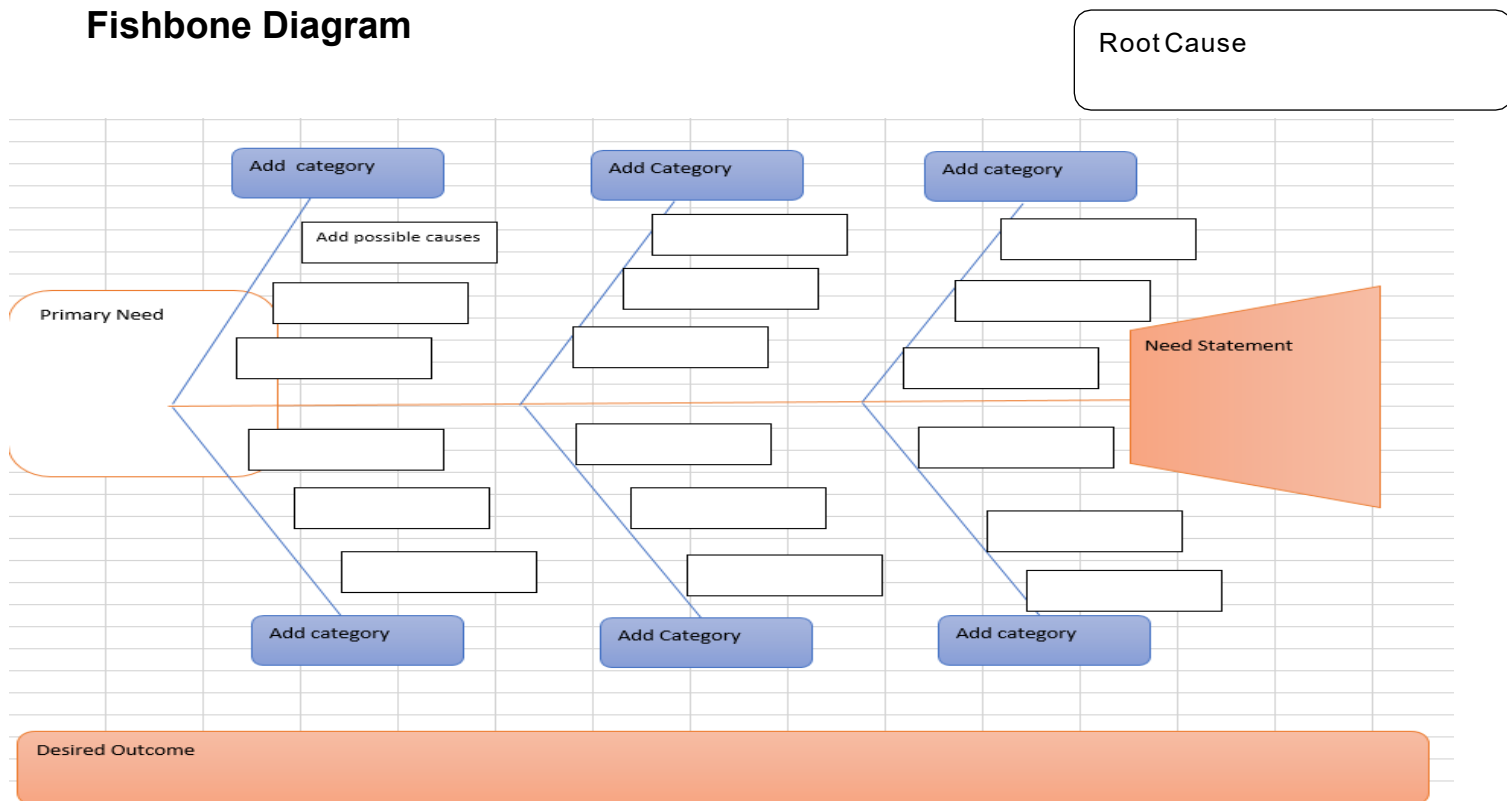 Fishbone Diagram
Root Cause
Add category
Add Category
Add category
Add possible causes
Primary Need
Need Statement
Add category
Add Category
Add category
Desired Outcome